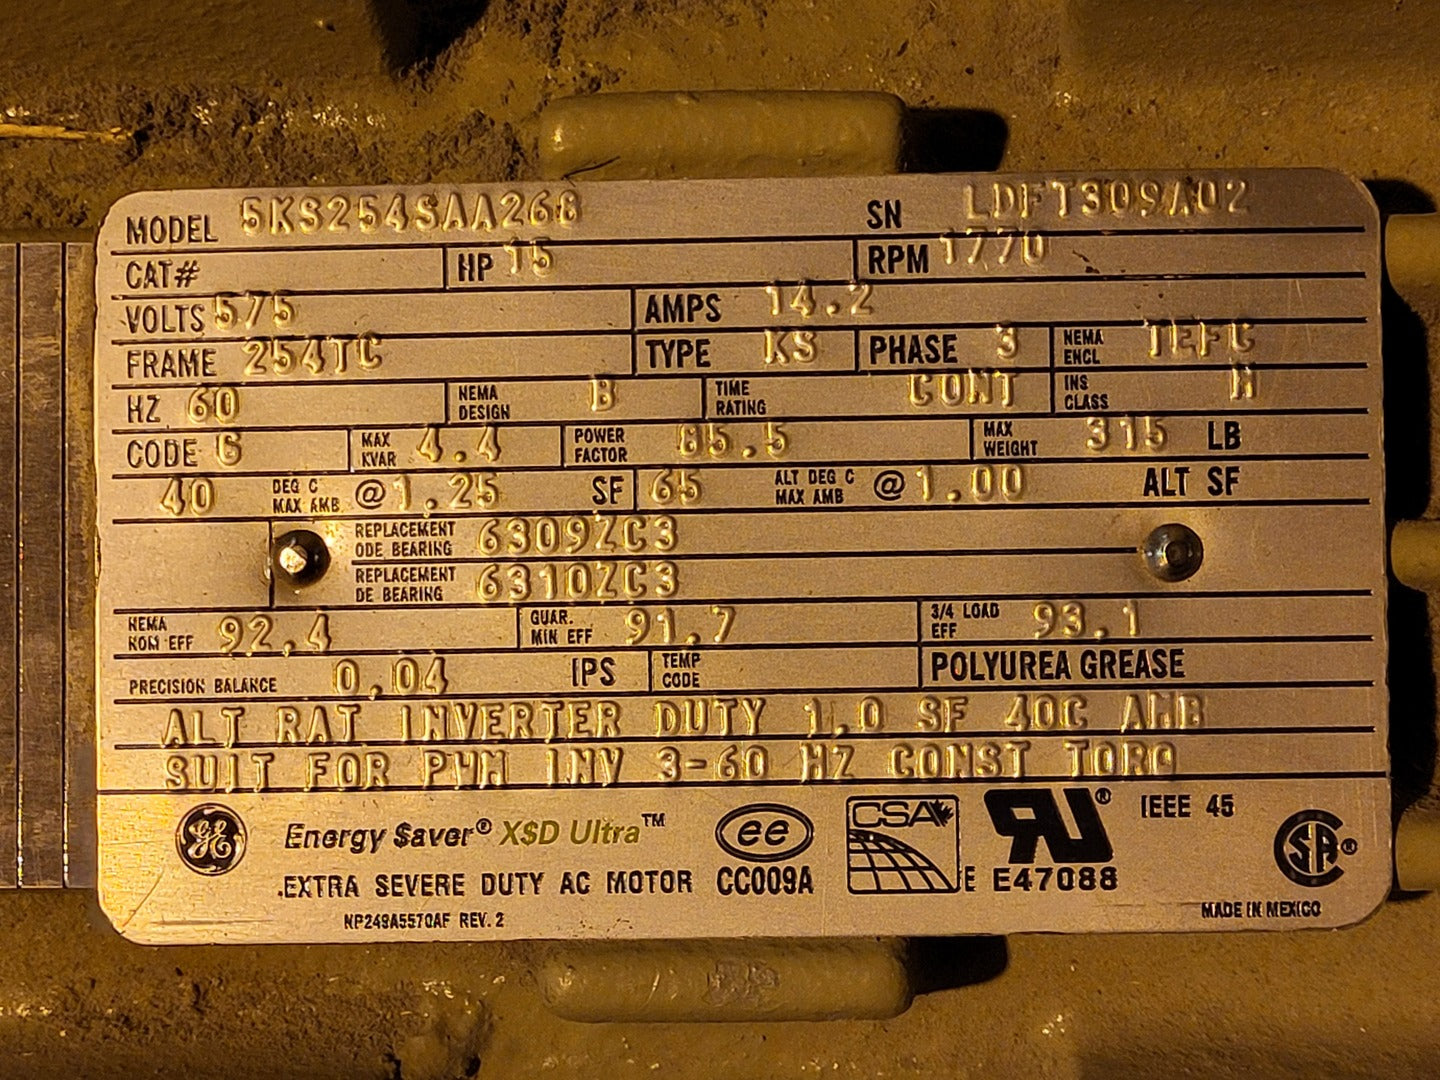 MODEL 5KS254SAA268 SN LDFT309A02
CAT# HP 15 RPM 1770
VOLTS 575 AMPS 14.2
FRAME 254TC TYPE KS PHASE 3 NEMA ENCL TEFC
HZ 60 NEMA DESIGN B TIME RATING CONT INS CLASS H
CODE G MAX KVAR 4.4 POWER FACTOR 85.5 MAX WEIGHT 315 LB
40 DEG C MAX AMB @ 1.25 SF 65 ALT DEG C MAX AMB @ 1.00 ALT SF
REPLACEMENT ODE BEARING 6309ZC3
REPLACEMENT DE BEARING 6310ZC3
NEMA NOM EFF 92.4 GUAR. MIN EFF 91.7 3/4 LOAD EFF 93.1
PRECISION BALANCE 0.04 IPS TEMP CODE POLYUREA GREASE
ALT RAT INVERTER DUTY 1.0 SF 40C AMB
SUIT FOR PWM INV 3-60 HZ CONST TORQ
GE Energy $aver® X$D Ultra™ ee CSA RU® IEEE 45 SA®
EXTRA SEVERE DUTY AC MOTOR CC009A E E47088
NP249A5570AF REV. 2 MADE IN MEXICO